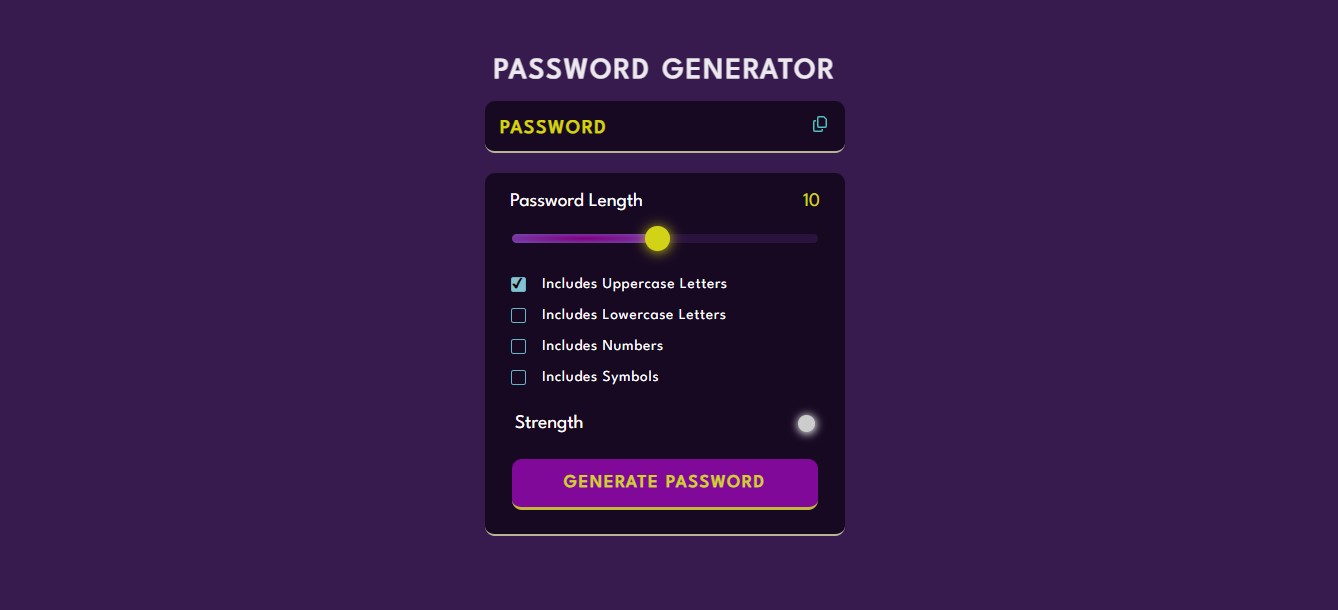 PASSWORD GENERATOR
PASSWORD
Password Length 10
Includes Uppercase Letters
Includes Lowercase Letters
Includes Numbers
Includes Symbols
Strength
GENERATE PASSWORD